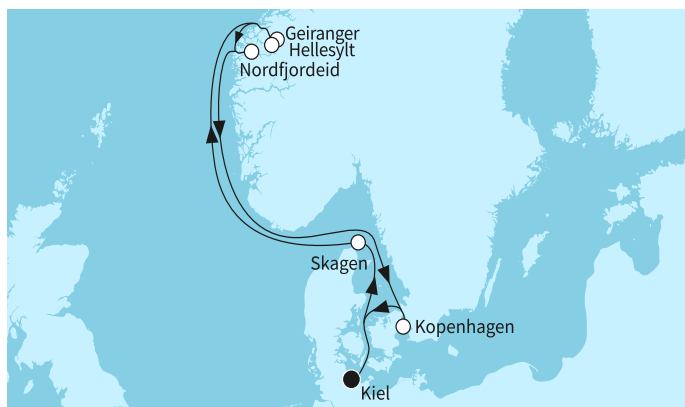 Geiranger
Hellesylt
Nordfjordeid
Skagen
Kopenhagen
Kiel